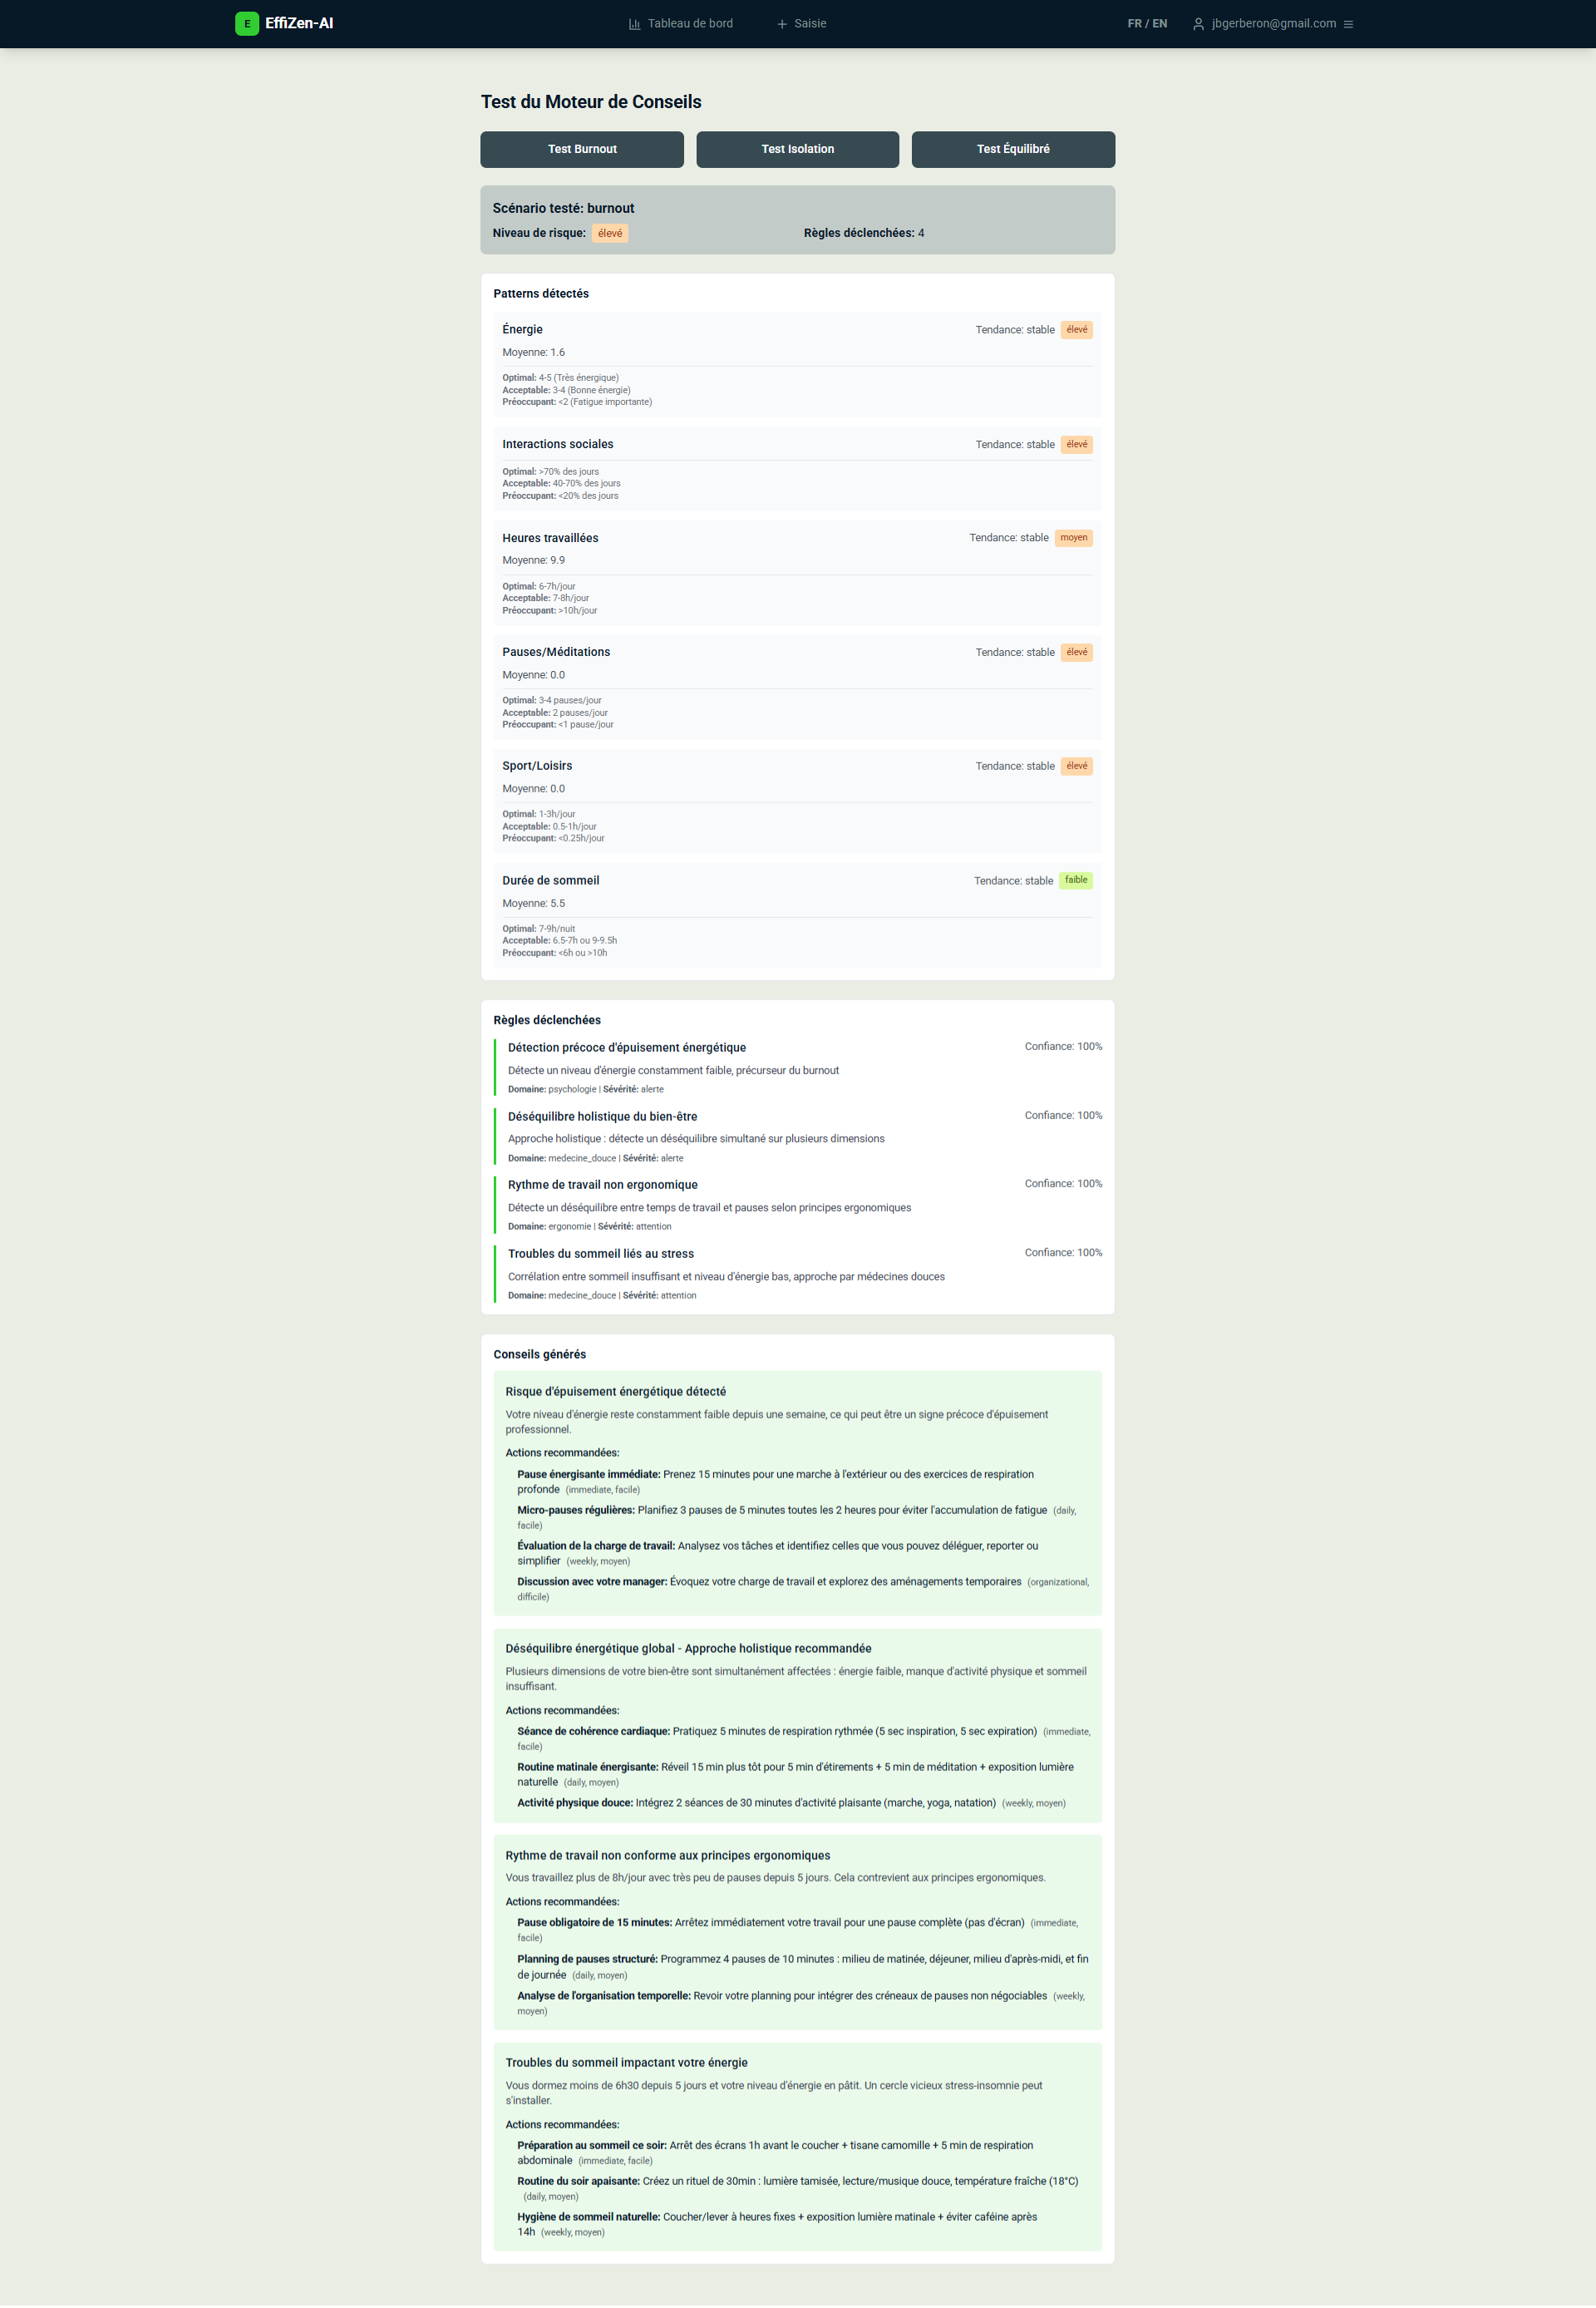 E EffiZen-AI
Tableau de bord
Saisie
FR / EN
jbgerberon@gmail.com
Test du Moteur de Conseils
Test Burnout
Test Isolation
Test Équilibré
Scénario testé: burnout
Niveau de risque: élevé
Règles déclenchées: 4
Patterns détectés
Énergie
Tendance: stable élevé
Moyenne: 1.6
Optimal: 4-5 (Très énergique)
Acceptable: 3-4 (Bonne énergie)
Préoccupant: <2 (Fatigue importante)
Interactions sociales
Tendance: stable élevé
Optimal: >70% des jours
Acceptable: 40-70% des jours
Préoccupant: <20% des jours
Heures travaillées
Tendance: stable moyen
Moyenne: 9.9
Optimal: 6-7h/jour
Acceptable: 7-8h/jour
Préoccupant: >10h/jour
Pauses/Méditations
Tendance: stable élevé
Moyenne: 0.0
Optimal: 3-4 pauses/jour
Acceptable: 2 pauses/jour
Préoccupant: <1 pause/jour
Sport/Loisirs
Tendance: stable élevé
Moyenne: 0.0
Optimal: 1-3h/jour
Acceptable: 0.5-1h/jour
Préoccupant: <0.25h/jour
Durée de sommeil
Tendance: stable faible
Moyenne: 5.5
Optimal: 7-9h/nuit
Acceptable: 6.5-7h ou 9-9.5h
Préoccupant: <6h ou >10h
Règles déclenchées
Détection précoce d'épuisement énergétique
Confiance: 100%
Détecte un niveau d'énergie constamment faible, précurseur du burnout
Domaine: psychologie | Sévérité: alerte
Déséquilibre holistique du bien-être
Confiance: 100%
Approche holistique : détecte un déséquilibre simultané sur plusieurs dimensions
Domaine: medecine_douce | Sévérité: alerte
Rythme de travail non ergonomique
Confiance: 100%
Détecte un déséquilibre entre temps de travail et pauses selon principes ergonomiques
Domaine: ergonomie | Sévérité: attention
Troubles du sommeil liés au stress
Confiance: 100%
Corrélation entre sommeil insuffisant et niveau d'énergie bas, approche par médecines douces
Domaine: medecine_douce | Sévérité: attention
Conseils générés
Risque d'épuisement énergétique détecté
Votre niveau d'énergie reste constamment faible depuis une semaine, ce qui peut être un signe précoce d'épuisement
professionnel.
Actions recommandées:
Pause énergisante immédiate: Prenez 15 minutes pour une marche à l'extérieur ou des exercices de respiration
profonde (immediate, facile)
Micro-pauses régulières: Planifiez 3 pauses de 5 minutes toutes les 2 heures pour éviter l'accumulation de fatigue (daily,
facile)
Évaluation de la charge de travail: Analysez vos tâches et identifiez celles que vous pouvez déléguer, reporter ou
simplifier (weekly, moyen)
Discussion avec votre manager: Évoquez votre charge de travail et explorez des aménagements temporaires (organizational,
difficile)
Déséquilibre énergétique global - Approche holistique recommandée
Plusieurs dimensions de votre bien-être sont simultanément affectées : énergie faible, manque d'activité physique et sommeil
insuffisant.
Actions recommandées:
Séance de cohérence cardiaque: Pratiquez 5 minutes de respiration rythmée (5 sec inspiration, 5 sec expiration) (immediate,
facile)
Routine matinale énergisante: Réveil 15 min plus tôt pour 5 min d'étirements + 5 min de méditation + exposition lumière
naturelle (daily, moyen)
Activité physique douce: Intégrez 2 séances de 30 minutes d'activité plaisante (marche, yoga, natation) (weekly, moyen)
Rythme de travail non conforme aux principes ergonomiques
Vous travaillez plus de 8h/jour avec très peu de pauses depuis 5 jours. Cela contrevient aux principes ergonomiques.
Actions recommandées:
Pause obligatoire de 15 minutes: Arrêtez immédiatement votre travail pour une pause complète (pas d'écran) (immediate,
facile)
Planning de pauses structuré: Programmez 4 pauses de 10 minutes : milieu de matinée, déjeuner, milieu d'après-midi, et fin
de journée (daily, moyen)
Analyse de l'organisation temporelle: Revoir votre planning pour intégrer des créneaux de pauses non négociables (weekly,
moyen)
Troubles du sommeil impactant votre énergie
Vous dormez moins de 6h30 depuis 5 jours et votre niveau d'énergie en pâtit. Un cercle vicieux stress-insomnie peut
s'installer.
Actions recommandées:
Préparation au sommeil ce soir: Arrêt des écrans 1h avant le coucher + tisane camomille + 5 min de respiration
abdominale (immediate, facile)
Routine du soir apaisante: Créez un rituel de 30min : lumière tamisée, lecture/musique douce, température fraîche (18°C)
(daily, moyen)
Hygiène de sommeil naturelle: Coucher/lever à heures fixes + exposition lumière matinale + éviter caféine après
14h (weekly, moyen)